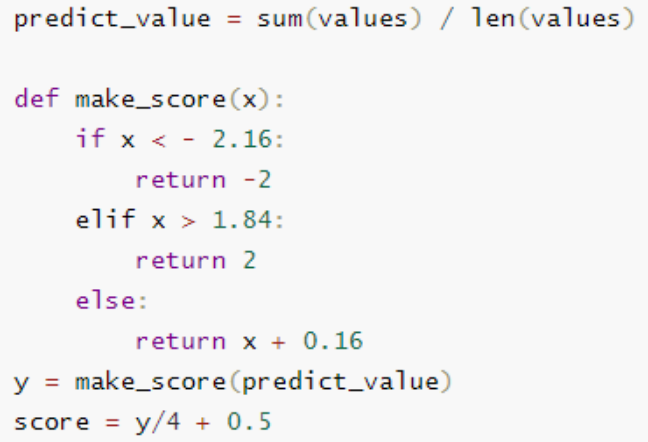 predict_value = sum(values) / len(values)
def make_score(x):
if x < - 2.16:
return -2
elif x > 1.84:
return 2
else:
return x + 0.16
y = make_score(predict_value)
score = y/4 + 0.5